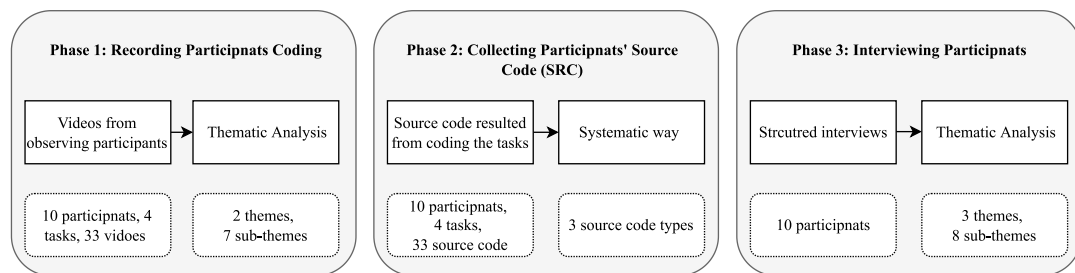 Phase 1: Recording Participnats Coding
Videos from
observing participants
Thematic Analysis
10 participnats, 4
tasks, 33 vidoes
2 themes,
7 sub-themes
Phase 2: Collecting Participnats' Source
Code (SRC)
Source code resulted
from coding the tasks
Systematic way
10 participnats,
4 tasks,
33 source code
3 source code types
Phase 3: Interviewing Participnats
Strcutred interviews
Thematic Analysis
10 participnats
3 themes,
8 sub-themes